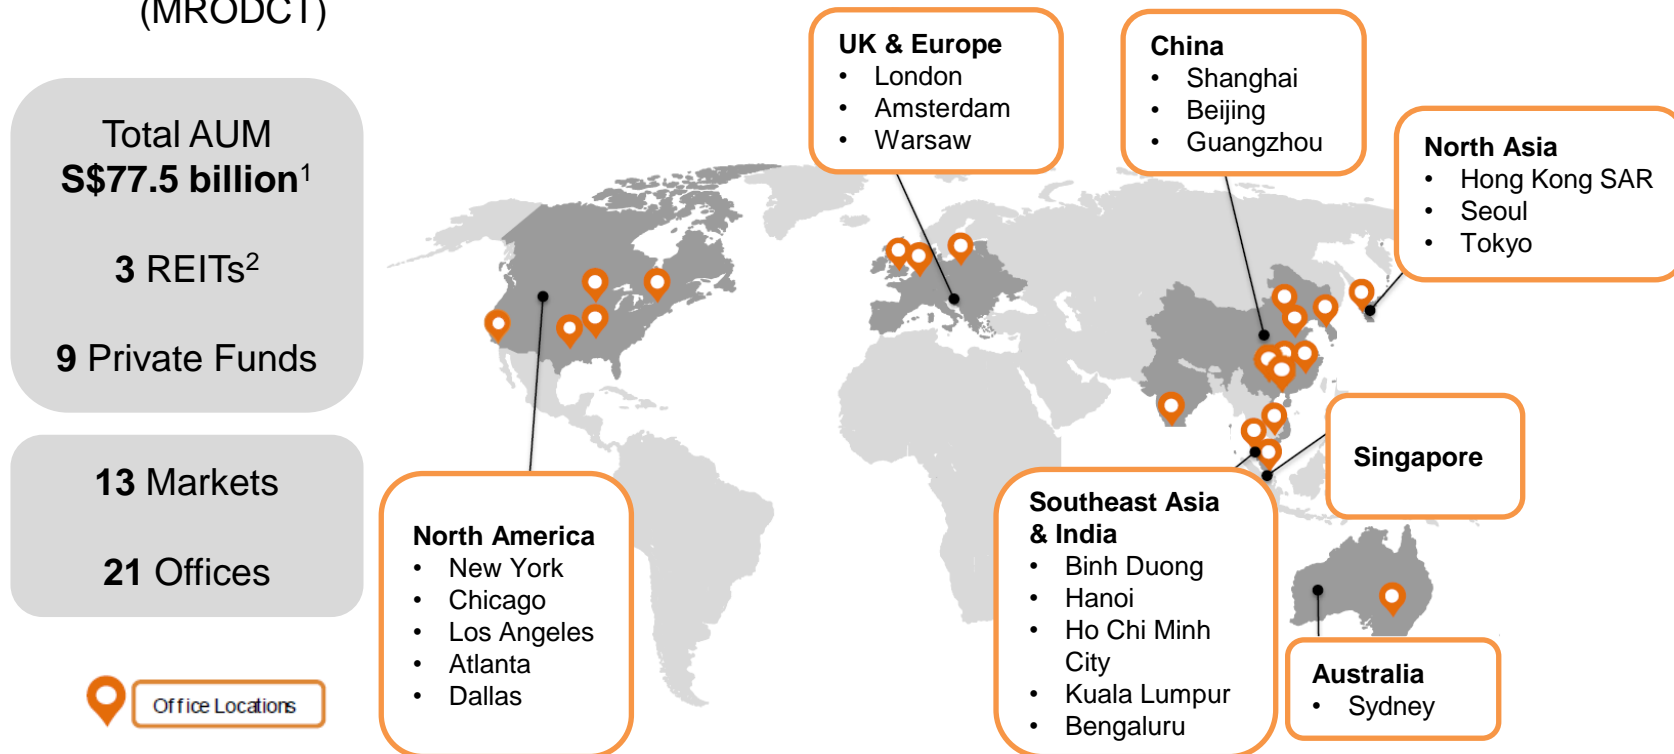 (MRODCT)
Total AUM
S$77.5 billion1
3 REITs2
9 Private Funds
13 Markets
21 Offices
Office Locations
UK & Europe
• London
• Amsterdam
• Warsaw
China
• Shanghai
• Beijing
• Guangzhou
North Asia
• Hong Kong SAR
• Seoul
• Tokyo
North America
• New York
• Chicago
• Los Angeles
• Atlanta
• Dallas
Southeast Asia
& India
• Binh Duong
• Hanoi
• Ho Chi Minh
City
• Kuala Lumpur
• Bengaluru
Singapore
Australia
• Sydney